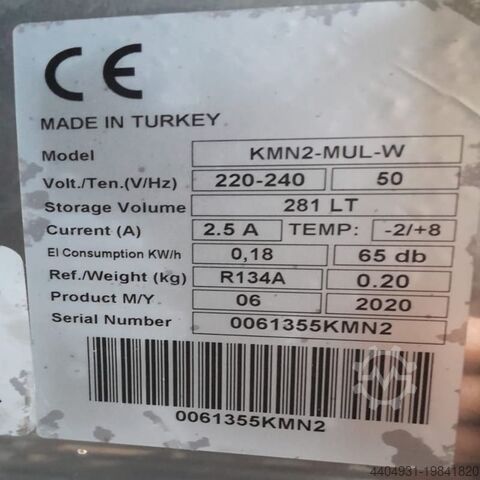 CE
MADE IN TURKEY
Model KMN2-MUL-W
Volt./Ten.(V/Hz) 220-240 50
Storage Volume 281 LT
Current (A) 2.5 A TEMP: -2/+8
El Consumption KW/h 0,18 65 db
Ref./Weight (kg) R134A 0.20
Product M/Y 06 2020
Serial Number 0061355KMN2
0061355KMN2
4404931-19841820